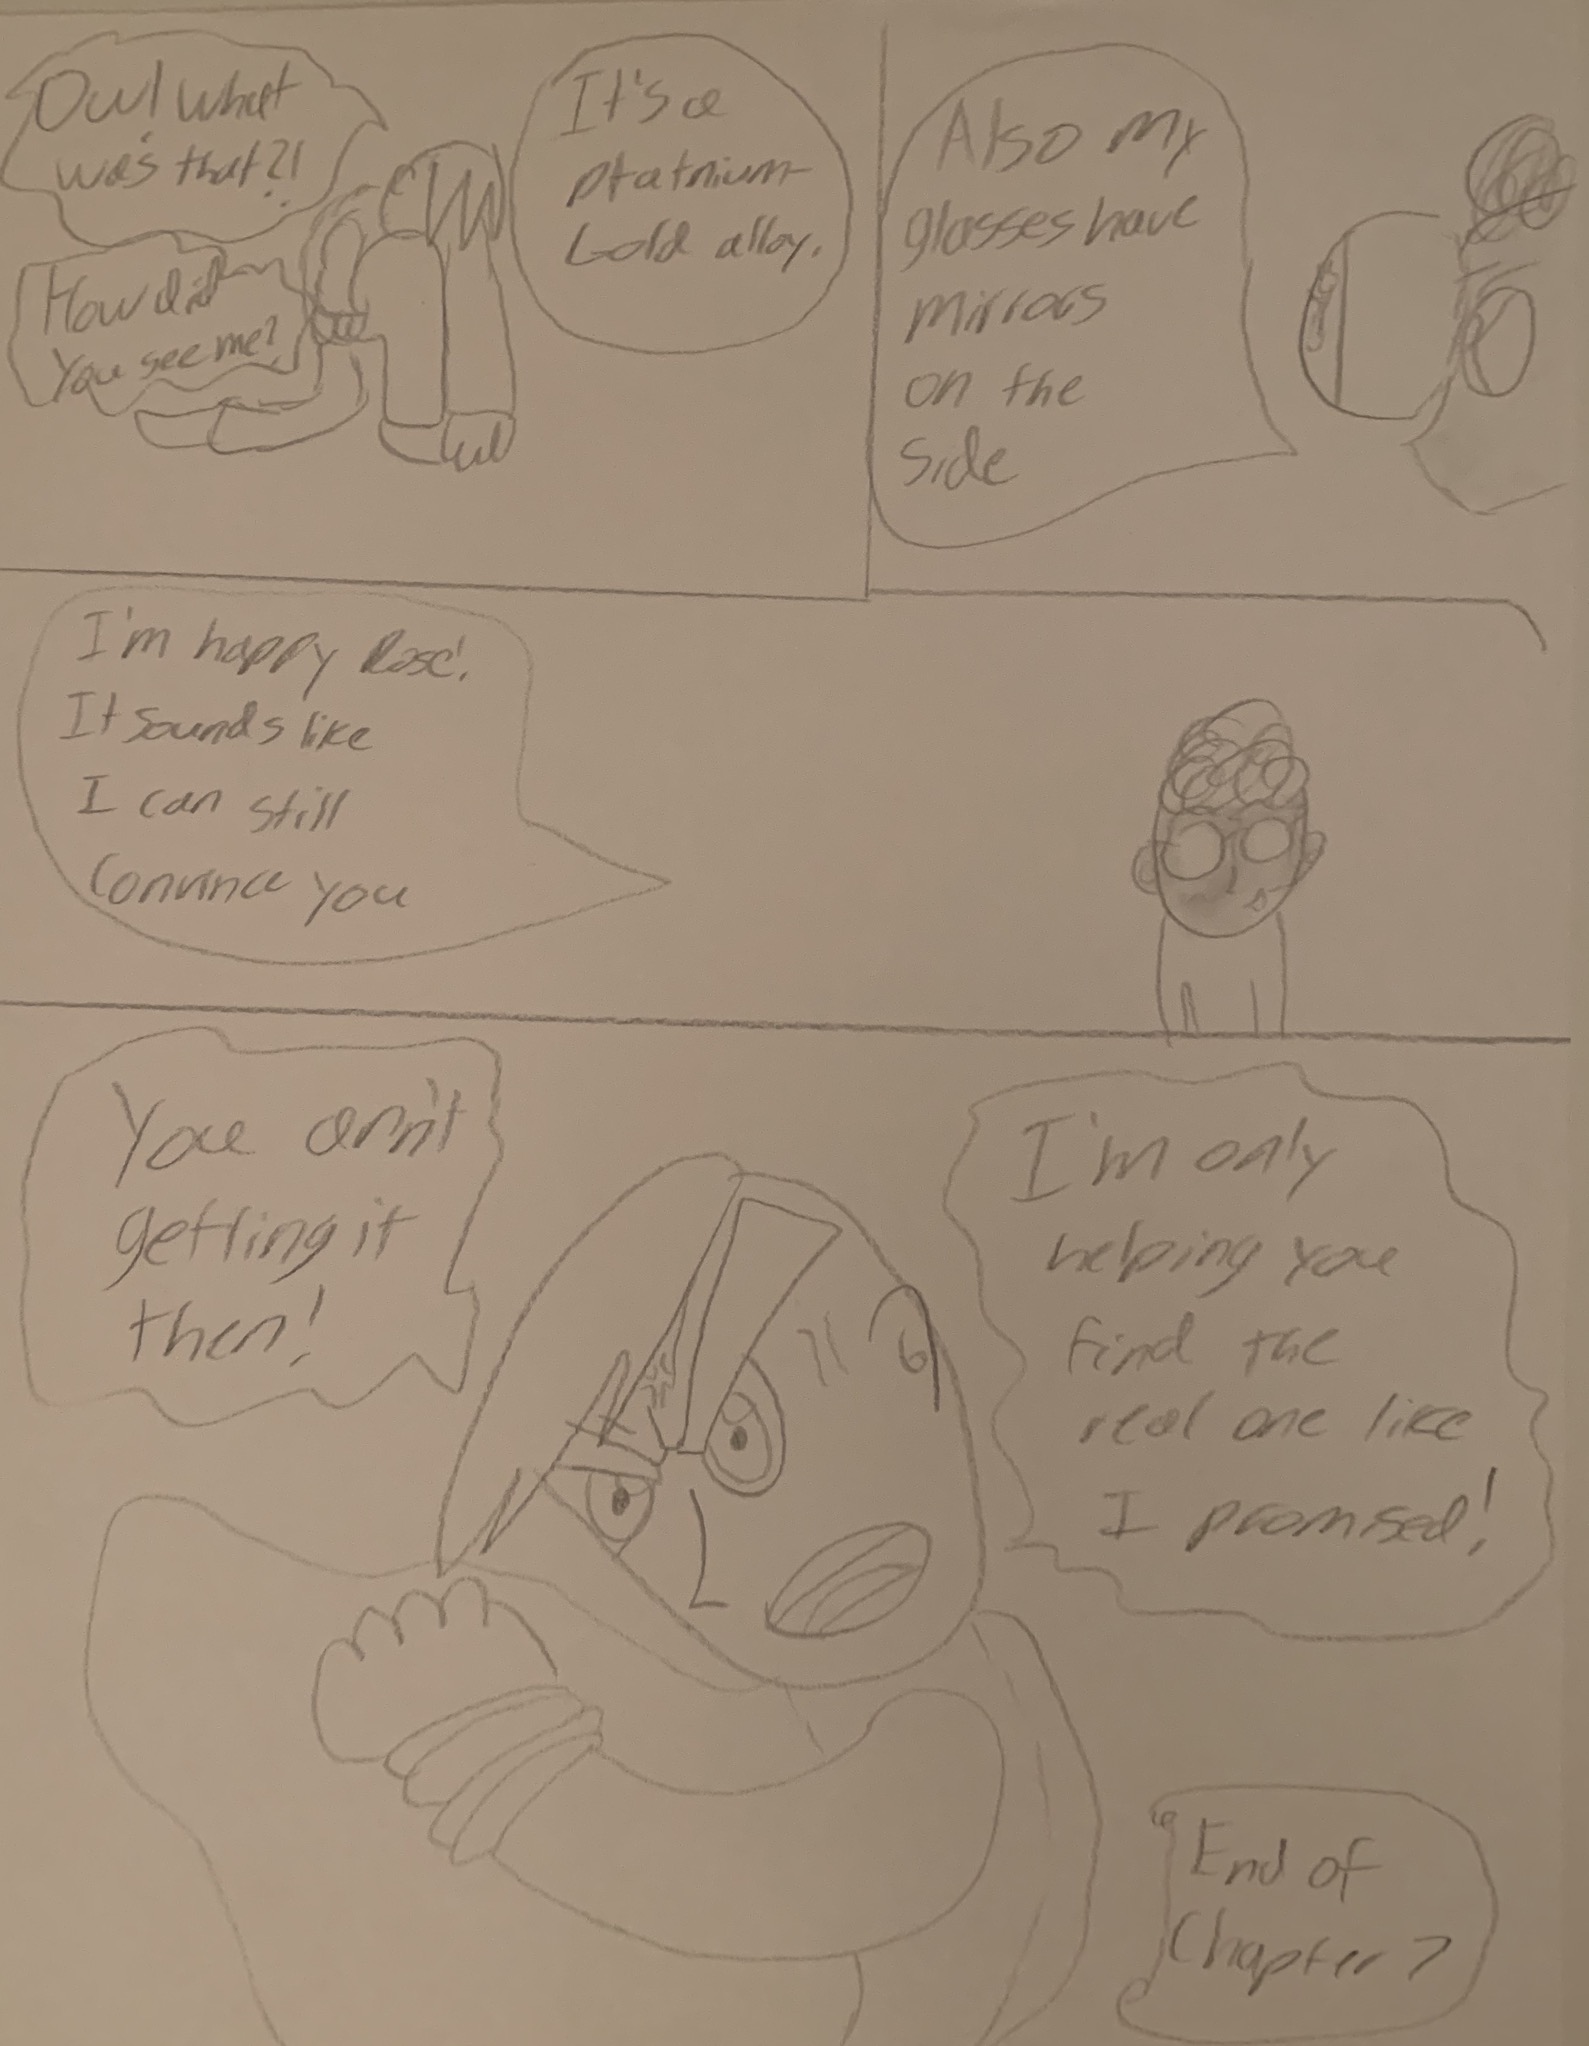 Ow! What
was that?!
How did
you see me?
It's a
ptatnium
Gold alloy.
Also my
glasses have
mirrors
on the
side
I'm happy Rose!
It sounds like
I can still
Convince you
You arn't
getting it
then!
I'm only
helping you
find the
real one like
I promised!
End of
Chapter 7